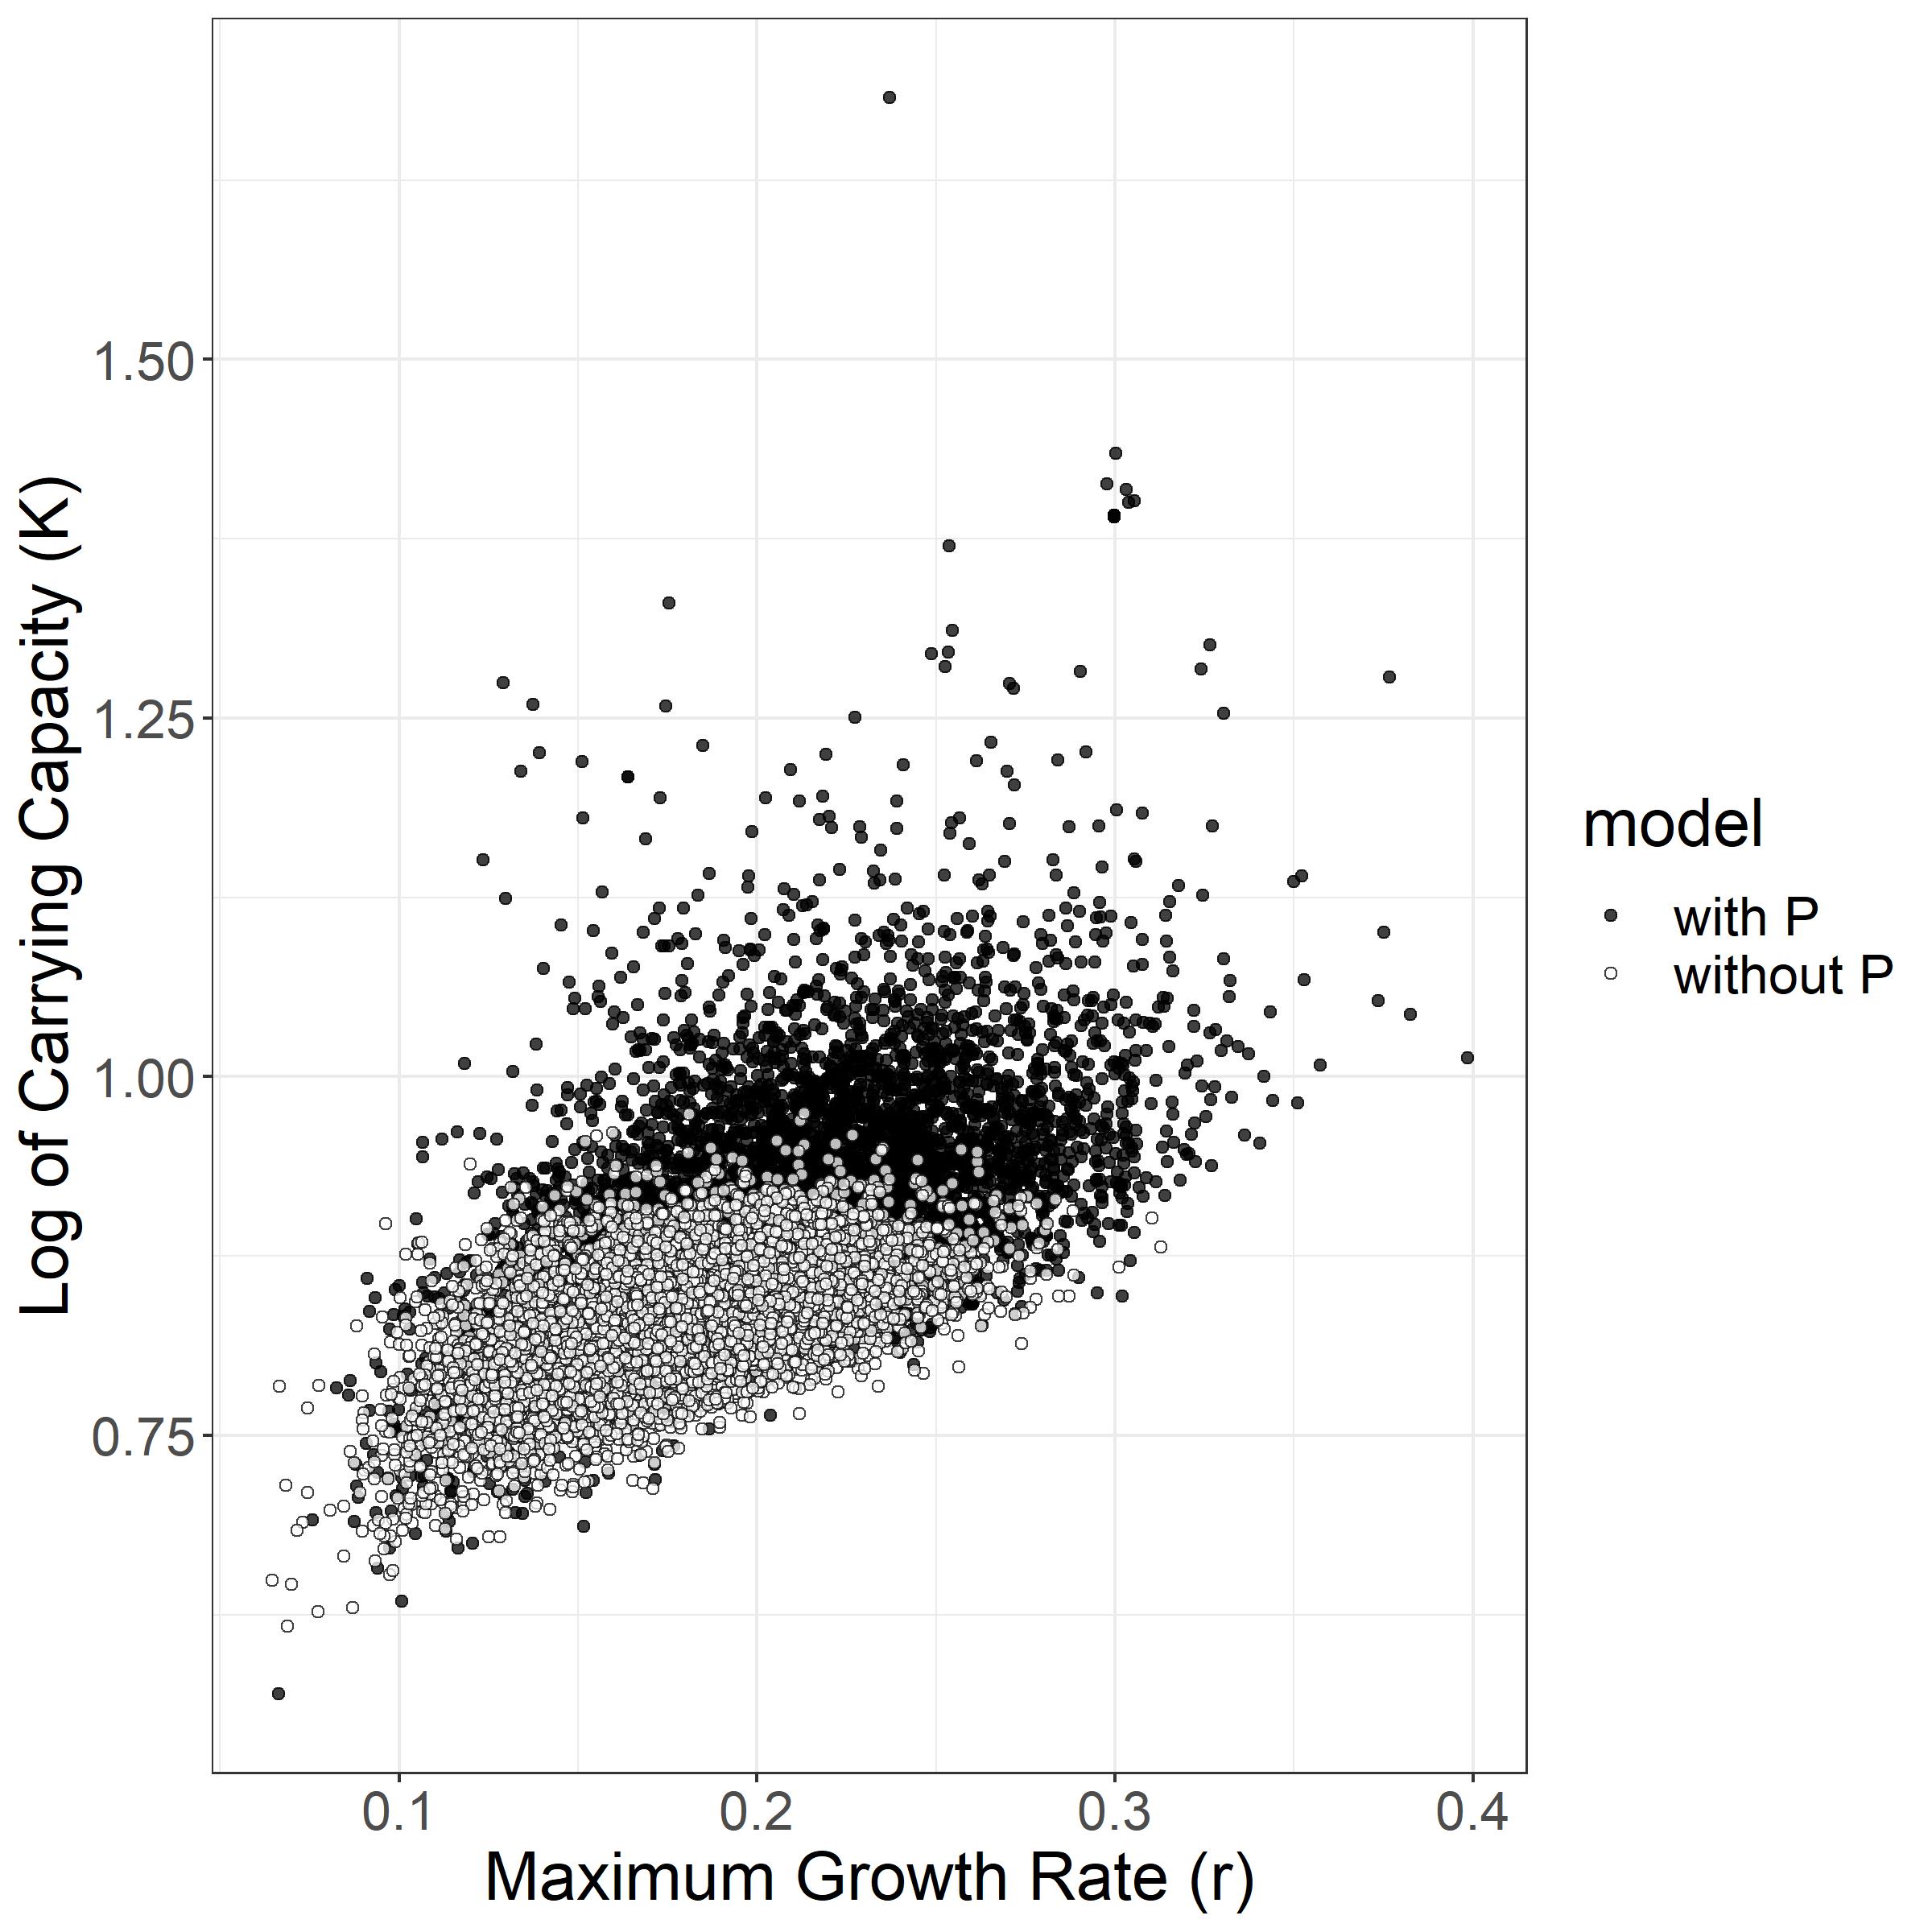 Log of Carrying Capacity (K)
1.50
1.25
1.00
0.75
0.1 0.2 0.3 0.4
Maximum Growth Rate (r)
model
with P
without P